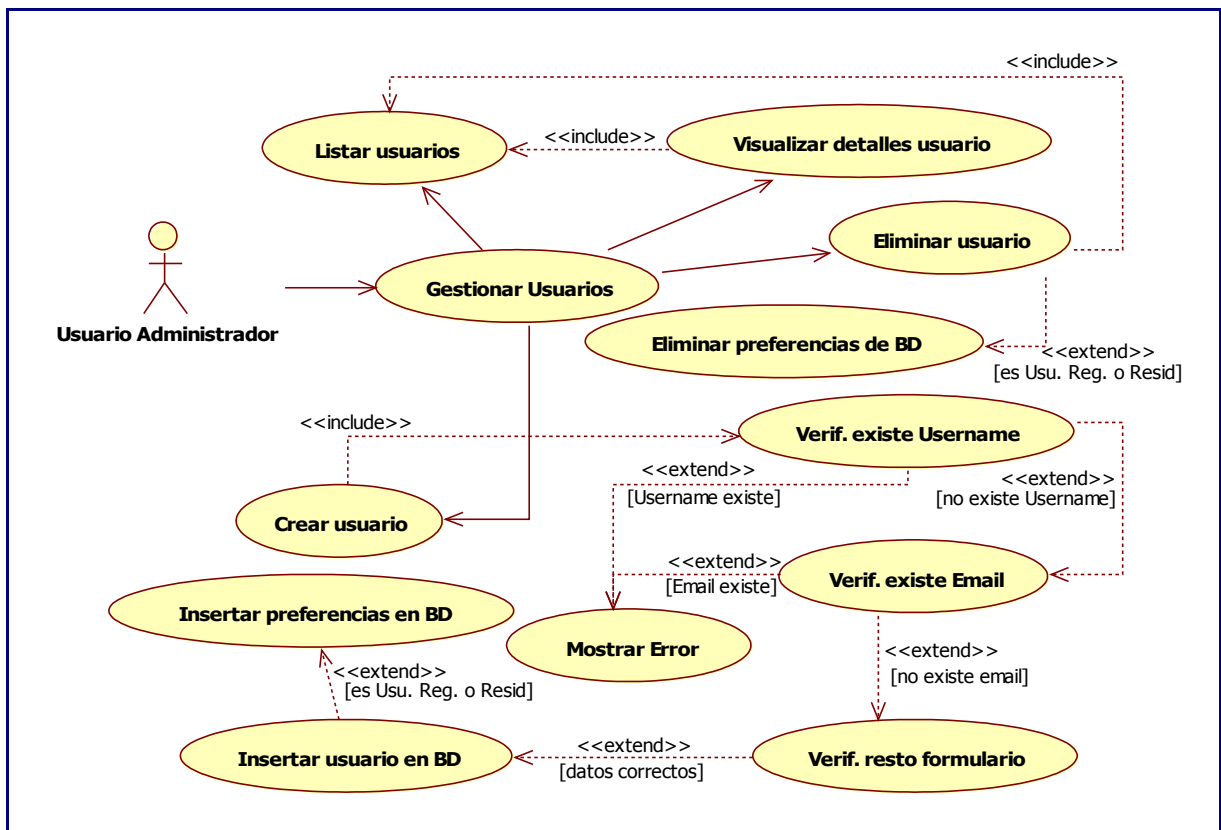 <<include>>
<<include>>
Listar usuarios
Visualizar detalles usuario
Eliminar usuario
Gestionar Usuarios
Usuario Administrador
Eliminar preferencias de BD
<<extend>>
[es Usu. Reg. o Resid]
<<include>>
Verif. existe Username
<<extend>>
[Username existe]
<<extend>>
[no existe Username]
Crear usuario
<<extend>>
[Email existe]
Verif. existe Email
Insertar preferencias en BD
Mostrar Error
<<extend>>
[no existe email]
<<extend>>
[es Usu. Reg. o Resid]
Insertar usuario en BD
<<extend>>
[datos correctos]
Verif. resto formulario